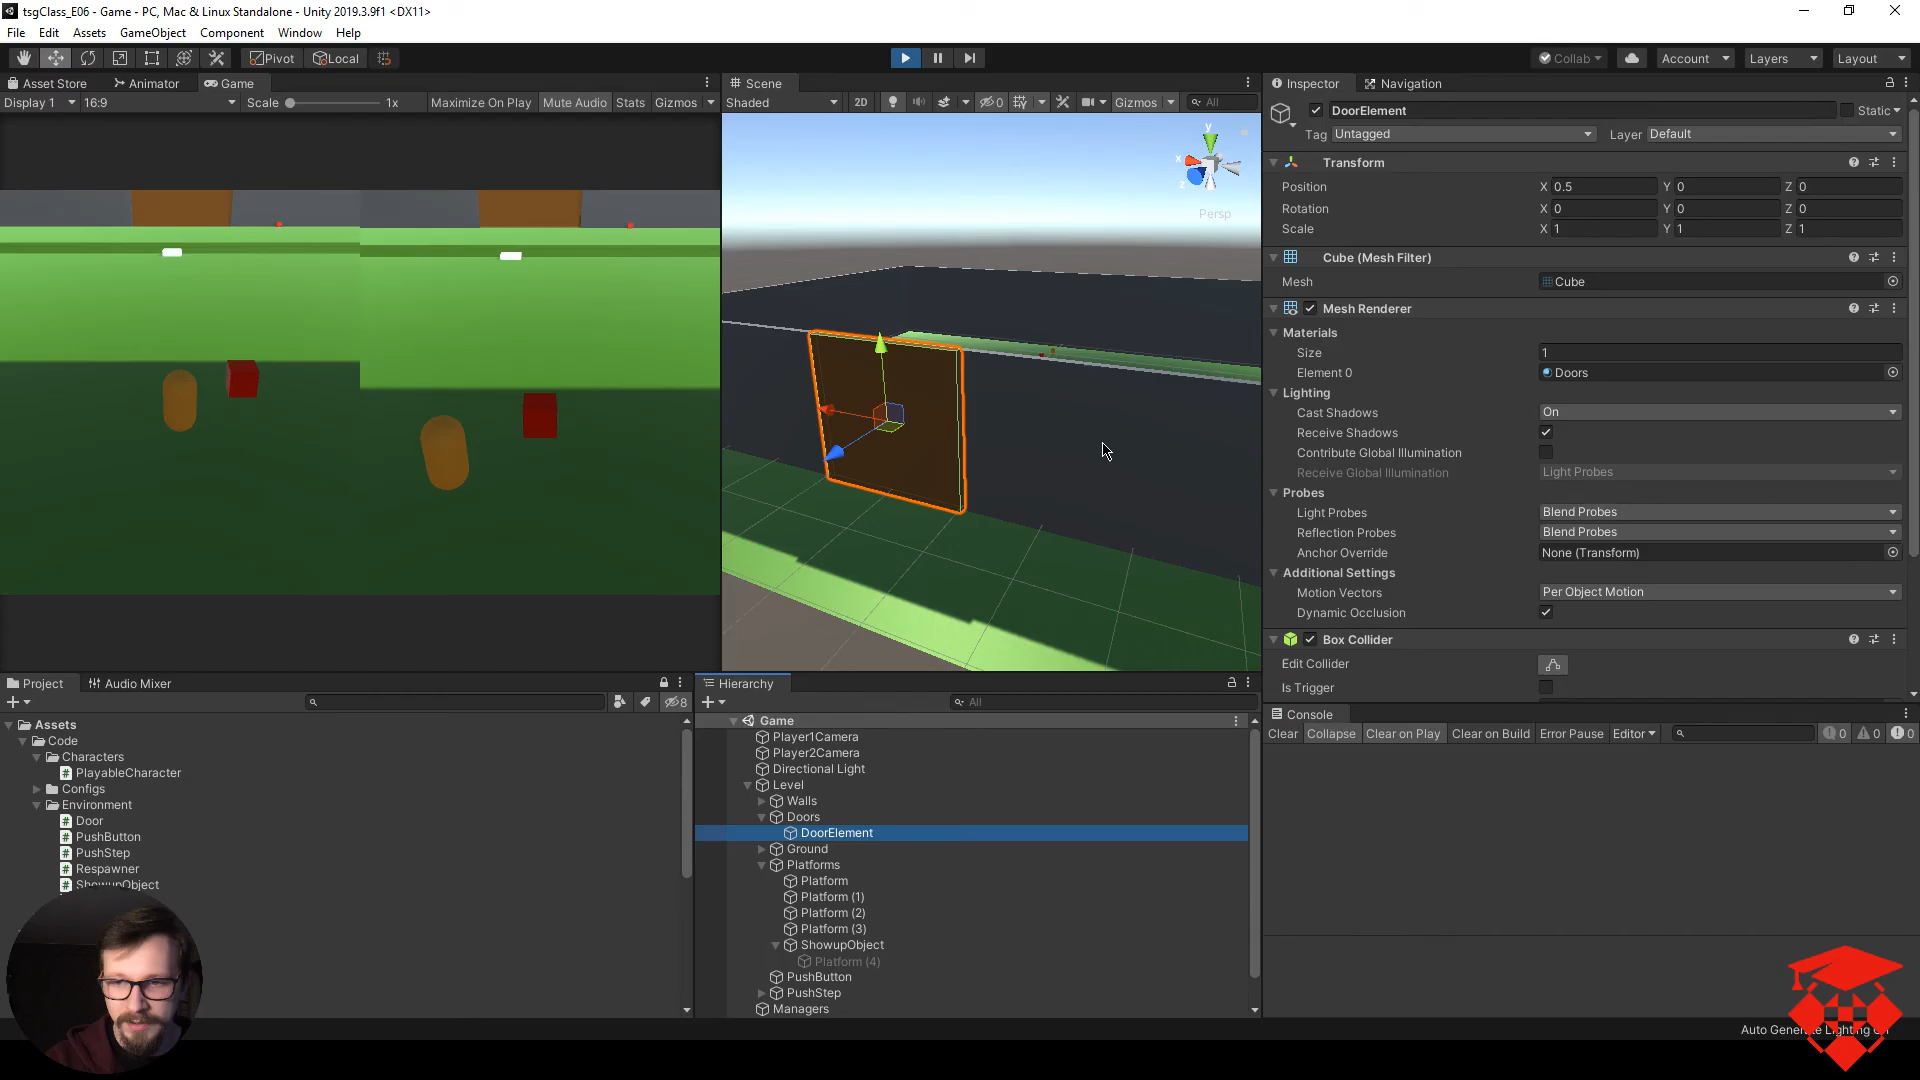 tsgClass_E06 - Game - PC, Mac & Linux Standalone - Unity 2019.3.9f1 <DX11>
File Edit Assets GameObject Component Window Help
Pivot Local Collab Account Layers Layout
Asset Store Animator Game
Display 1 16:9 Scale 1x Maximize On Play Mute Audio Stats Gizmos
Scene
Shaded 2D 0 Gizmos All
y
x
z
Persp
Inspector Navigation
DoorElement Static
Tag Untagged Layer Default
Transform
Position X 0.5 Y 0 Z 0
Rotation X 0 Y 0 Z 0
Scale X 1 Y 1 Z 1
Cube (Mesh Filter)
Mesh Cube
Mesh Renderer
Materials
Size 1
Element 0 Doors
Lighting
Cast Shadows On
Receive Shadows
Contribute Global Illumination
Receive Global Illumination Light Probes
Probes
Light Probes Blend Probes
Reflection Probes Blend Probes
Anchor Override None (Transform)
Additional Settings
Motion Vectors Per Object Motion
Dynamic Occlusion
Box Collider
Edit Collider
Is Trigger
Project Audio Mixer
8
Assets
Code
Characters
PlayableCharacter
Configs
Environment
Door
PushButton
PushStep
Respawner
ShowupObject
Hierarchy
All
Game
Player1Camera
Player2Camera
Directional Light
Level
Walls
Doors
DoorElement
Ground
Platforms
Platform
Platform (1)
Platform (2)
Platform (3)
ShowupObject
Platform (4)
PushButton
PushStep
Managers
Console
Clear Collapse Clear on Play Clear on Build Error Pause Editor 0 0 0
Auto Generate Lighting On